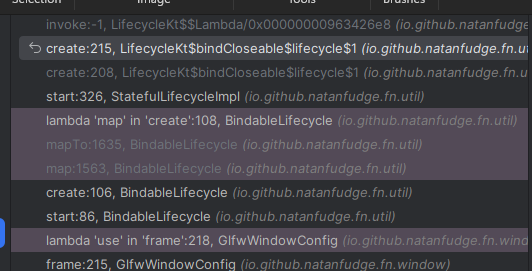 Selection Image Tools Brushes
invoke:-1, LifecycleKt$$Lambda/0x00000000963426e8 (io.github.natanfudge.fn.util)
create:215, LifecycleKt$bindCloseable$lifecycle$1 (io.github.natanfudge.fn.ut
create:208, LifecycleKt$bindCloseable$lifecycle$1 (io.github.natanfudge.fn.ut
start:326, StatefulLifecycleImpl (io.github.natanfudge.fn.util)
lambda 'map' in 'create':108, BindableLifecycle (io.github.natanfudge.fn.util)
mapTo:1635, BindableLifecycle (io.github.natanfudge.fn.util)
map:1563, BindableLifecycle (io.github.natanfudge.fn.util)
create:106, BindableLifecycle (io.github.natanfudge.fn.util)
start:86, BindableLifecycle (io.github.natanfudge.fn.util)
lambda 'use' in 'frame':218, GlfwWindowConfig (io.github.natanfudge.fn.wind
frame:215, GlfwWindowConfig (io.github.natanfudge.fn.window)